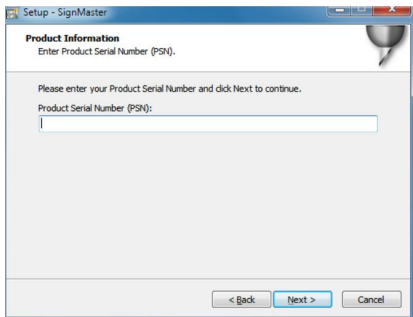 Setup - SignMaster
Product Information
Enter Product Serial Number (PSN).
Please enter your Product Serial Number and click Next to continue.
Product Serial Number (PSN):
< Back
Next >
Cancel